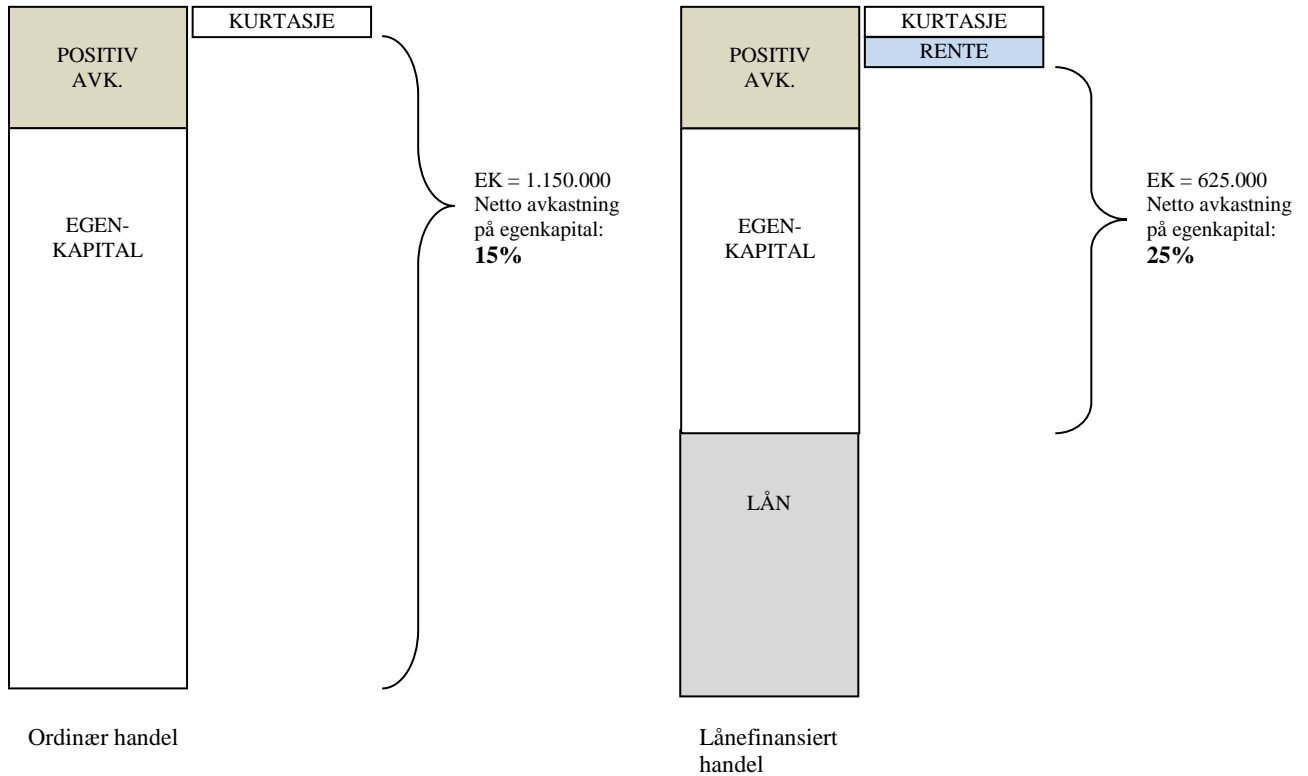 KURTASJE
POSITIV
AVK.
EGEN-
KAPITAL
EK = 1.150.000
Netto avkastning
på egenkapital:
15%
Ordinær handel
KURTASJE
RENTE
POSITIV
AVK.
EGEN-
KAPITAL
LÅN
EK = 625.000
Netto avkastning
på egenkapital:
25%
Lånefinansiert
handel